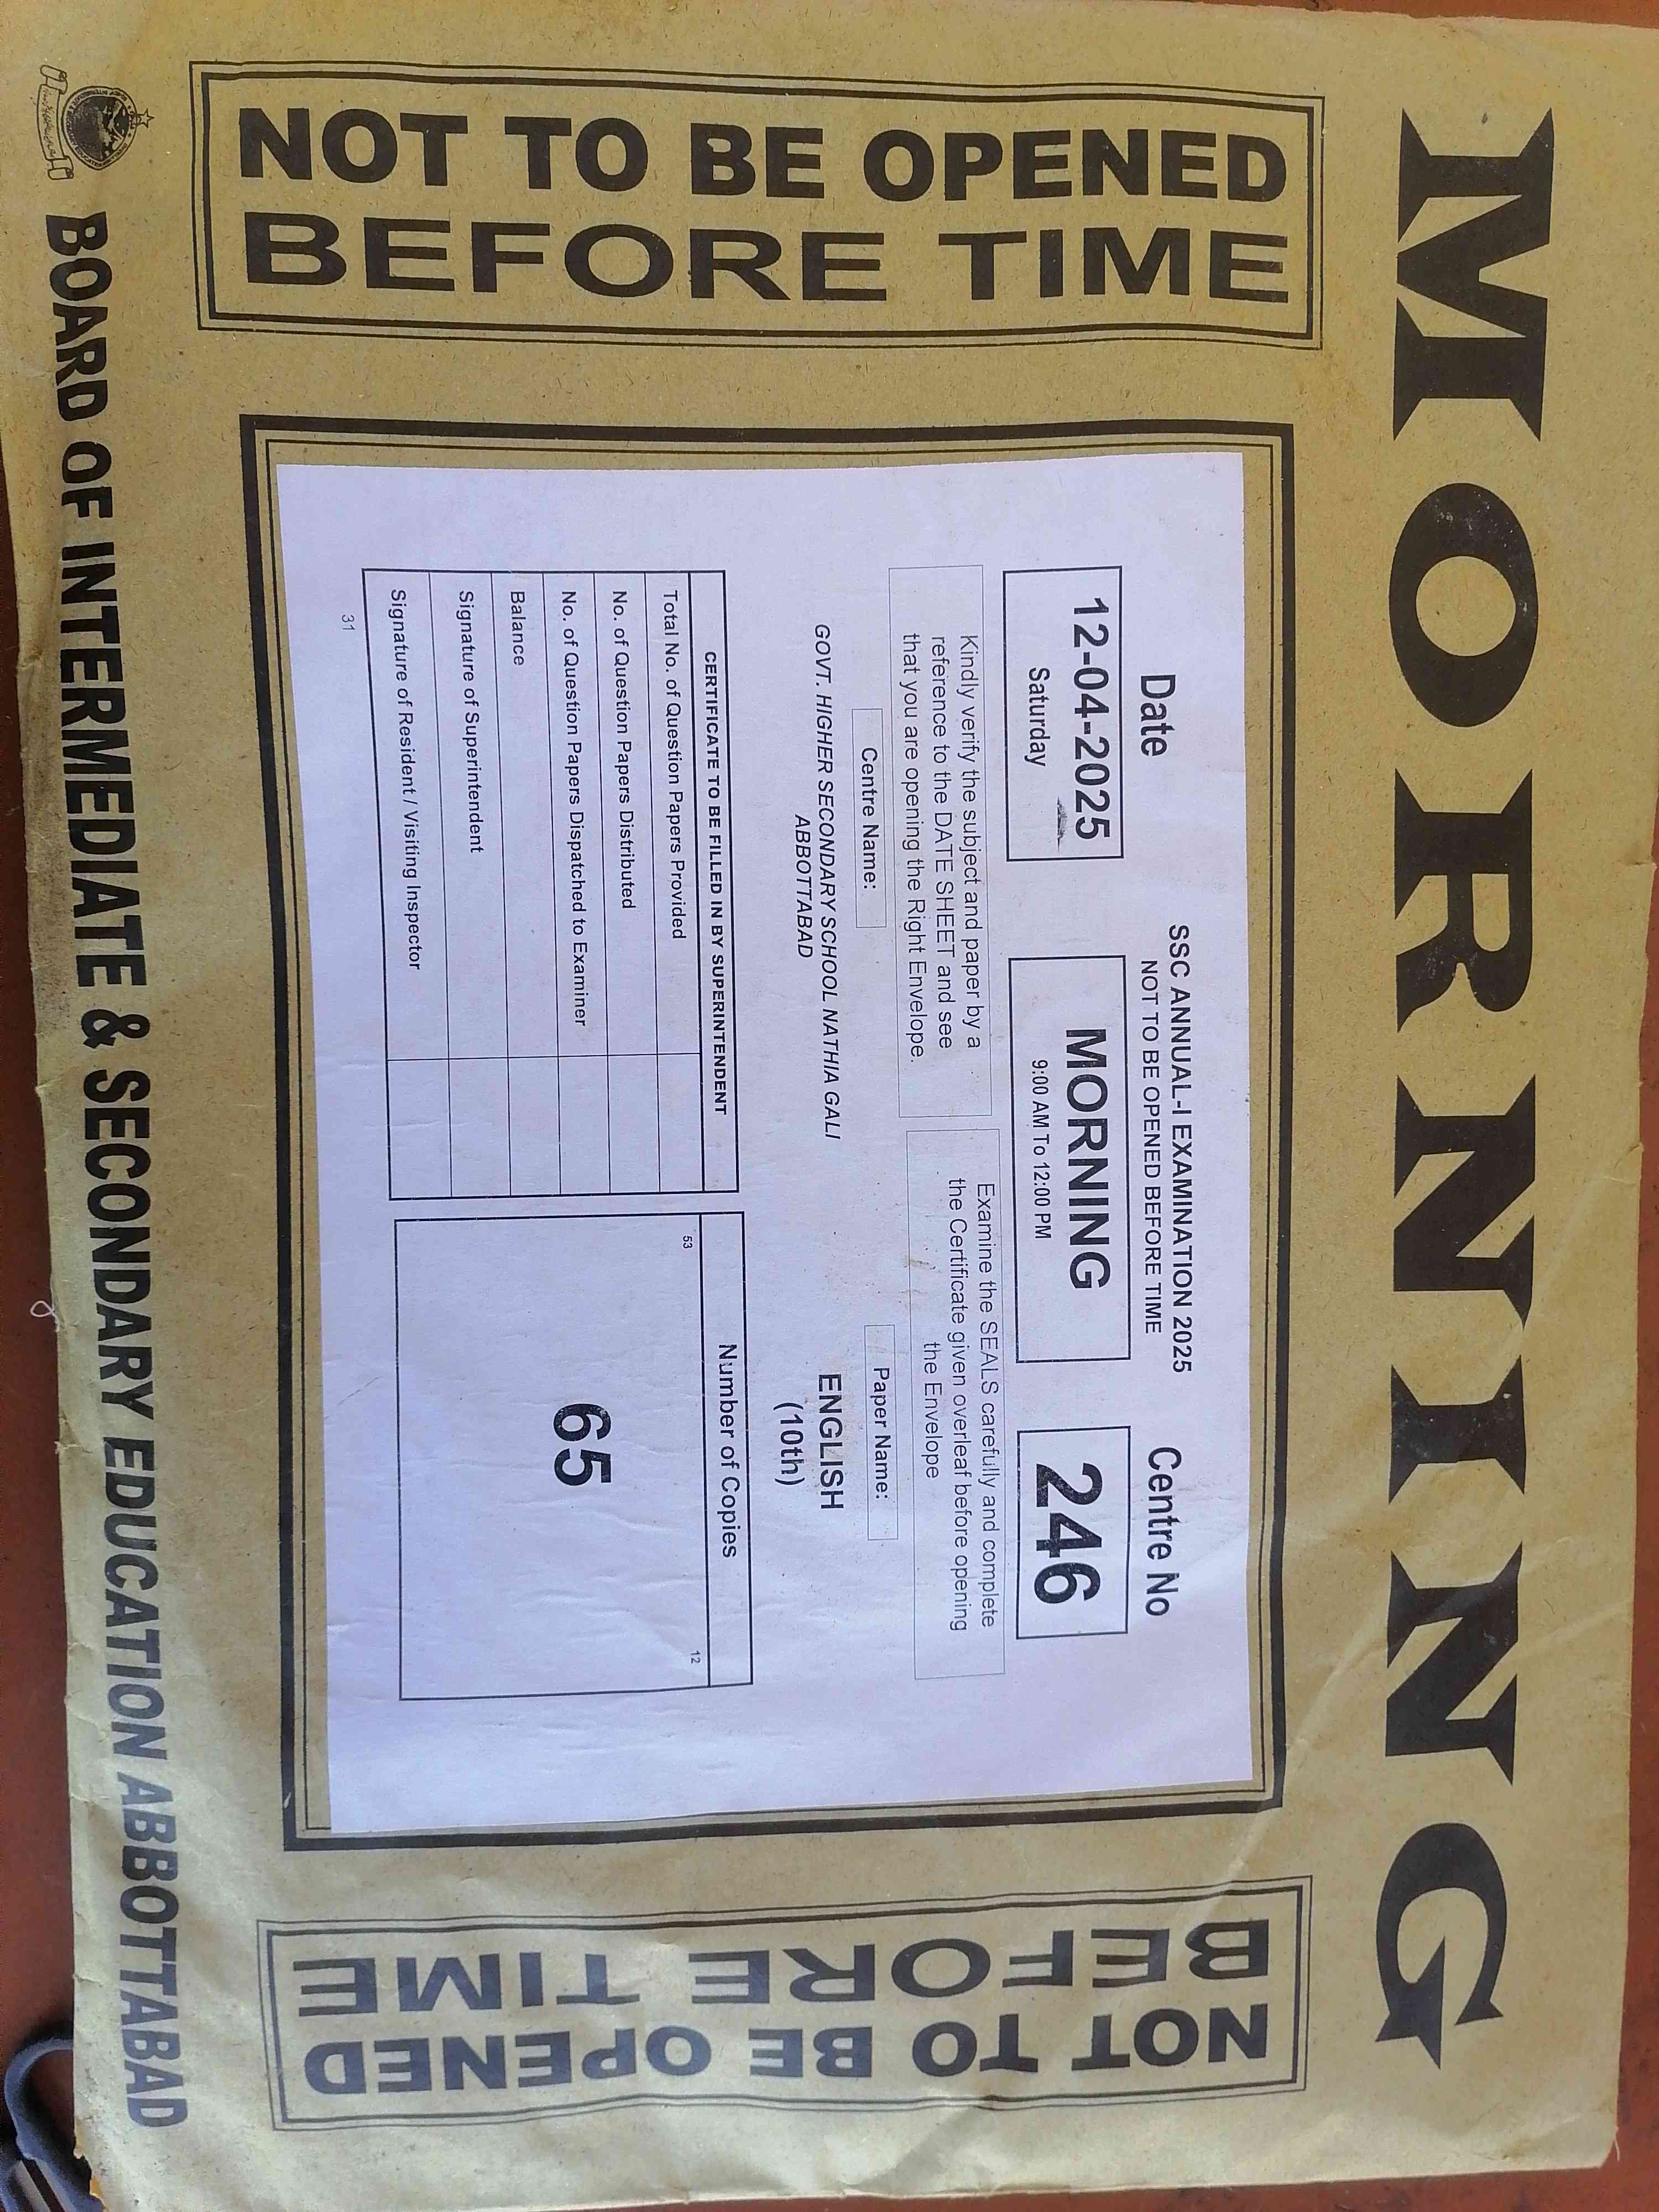 MORNING
NOT TO BE OPENED
BEFORE TIME
SSC ANNUAL-I EXAMINATION 2025
NOT TO BE OPENED BEFORE TIME
Date
Centre No
12-04-2025
Saturday
MORNING
9:00 AM To 12:00 PM
246
Kindly verify the subject and paper by a
reference to the DATE SHEET and see
that you are opening the Right Envelope.
Examine the SEALS carefully and complete
the Certificate given overleaf before opening
the Envelope
Centre Name:
Paper Name:
GOVT. HIGHER SECONDARY SCHOOL NATHIA GALI
ABBOTTABAD
ENGLISH
(10th)
CERTIFICATE TO BE FILLED IN BY SUPERINTENDENT
Total No. of Question Papers Provided
No. of Question Papers Distributed
No. of Question Papers Dispatched to Examiner
Balance
Signature of Superintendent
Signature of Resident / Visiting Inspector
31
Number of Copies
53
12
65
NOT TO BE OPENED
BEFORE TIME
BOARD OF INTERMEDIATE & SECONDARY EDUCATION ABBOTTABAD